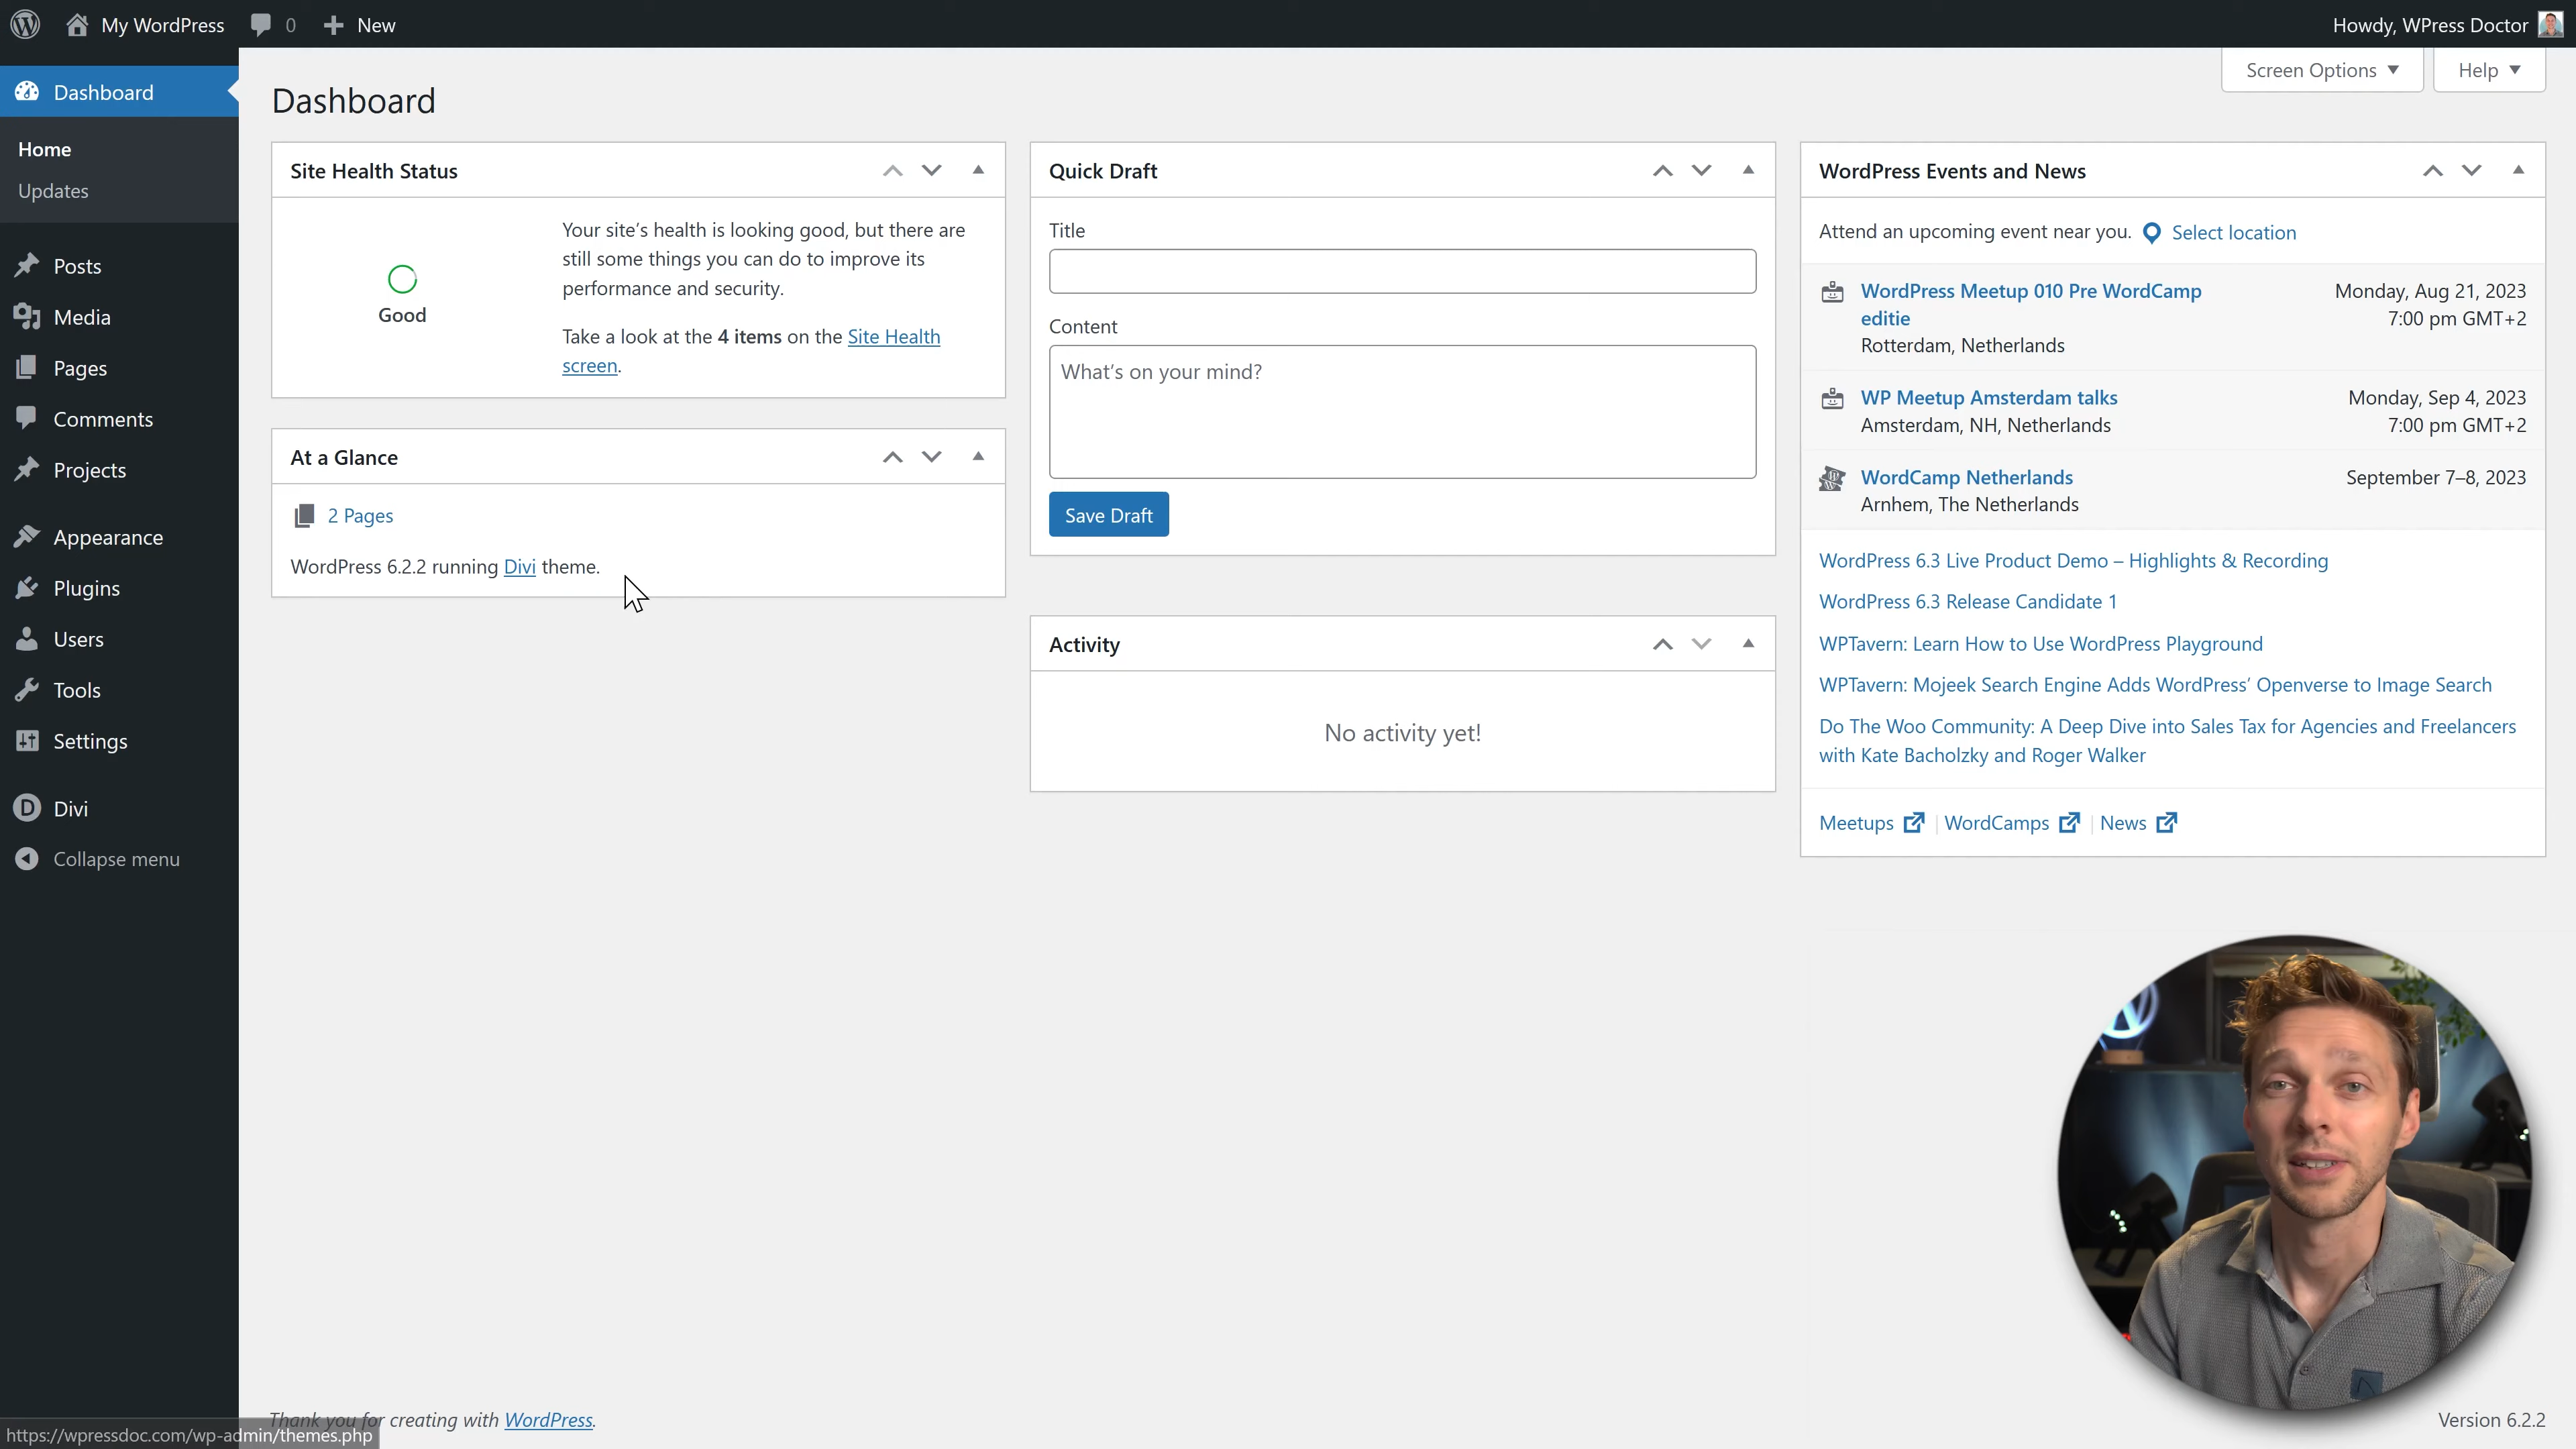 My WordPress
0
New
Howdy, WPress Doctor
Dashboard
Home
Updates
Posts
Media
Pages
Comments
Projects
Appearance
Plugins
Users
Tools
Settings
Divi
Collapse menu
Screen Options
Help
Dashboard
Site Health Status
Good
Your site's health is looking good, but there are
still some things you can do to improve its
performance and security.
Take a look at the 4 items on the Site Health
screen.
At a Glance
2 Pages
WordPress 6.2.2 running Divi theme.
Quick Draft
Title
Content
What's on your mind?
Save Draft
Activity
No activity yet!
WordPress Events and News
Attend an upcoming event near you. Select location
WordPress Meetup 010 Pre WordCamp Monday, Aug 21, 2023
editie 7:00 pm GMT+2
Rotterdam, Netherlands
WP Meetup Amsterdam talks Monday, Sep 4, 2023
Amsterdam, NH, Netherlands 7:00 pm GMT+2
WordCamp Netherlands September 7–8, 2023
Arnhem, The Netherlands
WordPress 6.3 Live Product Demo – Highlights & Recording
WordPress 6.3 Release Candidate 1
WPTavern: Learn How to Use WordPress Playground
WPTavern: Mojeek Search Engine Adds WordPress' Openverse to Image Search
Do The Woo Community: A Deep Dive into Sales Tax for Agencies and Freelancers
with Kate Bacholzky and Roger Walker
Meetups | WordCamps | News
Thank you for creating with WordPress.
Version 6.2.2
https://wpressdoc.com/wp-admin/themes.php